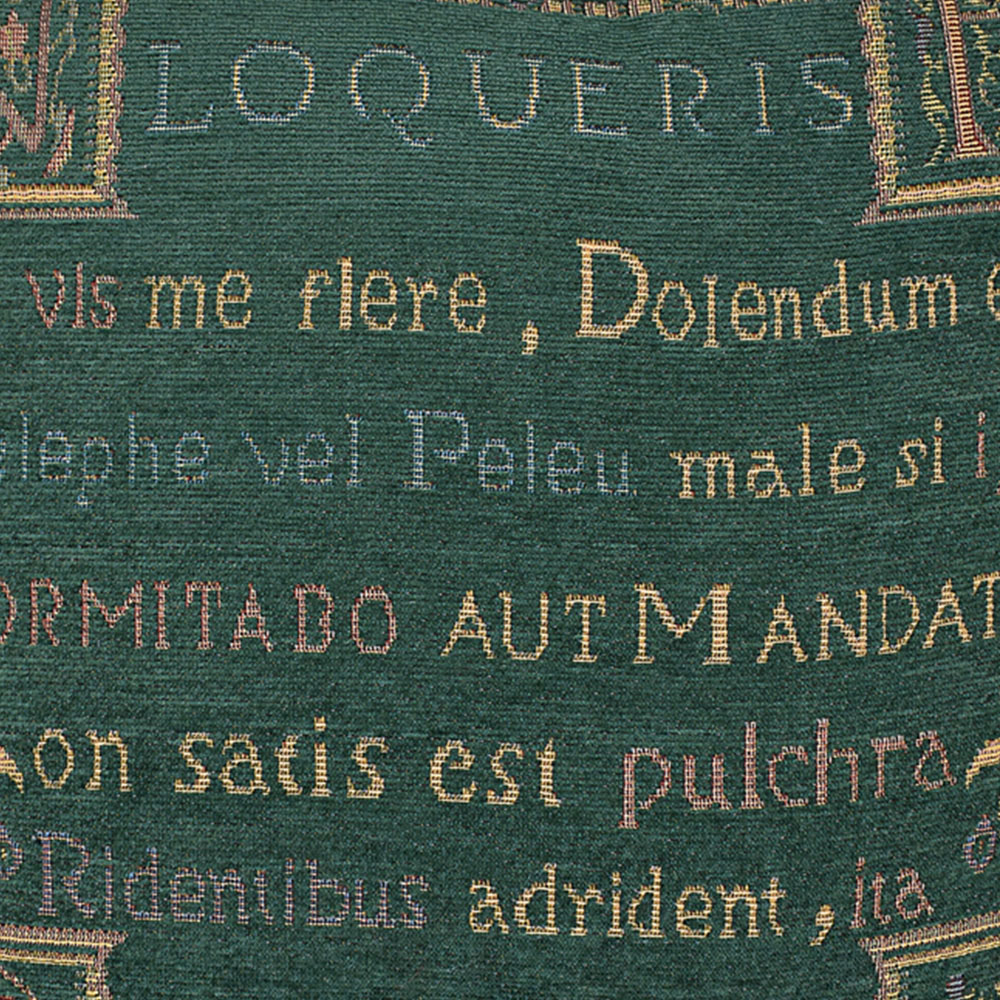 LOQUERIS
vis me flere, Dolendum
elephe vel Peleu male si i
ORMITABO AUT MANDAT
Non satis est pulchra
Ridentibus adrident, ita